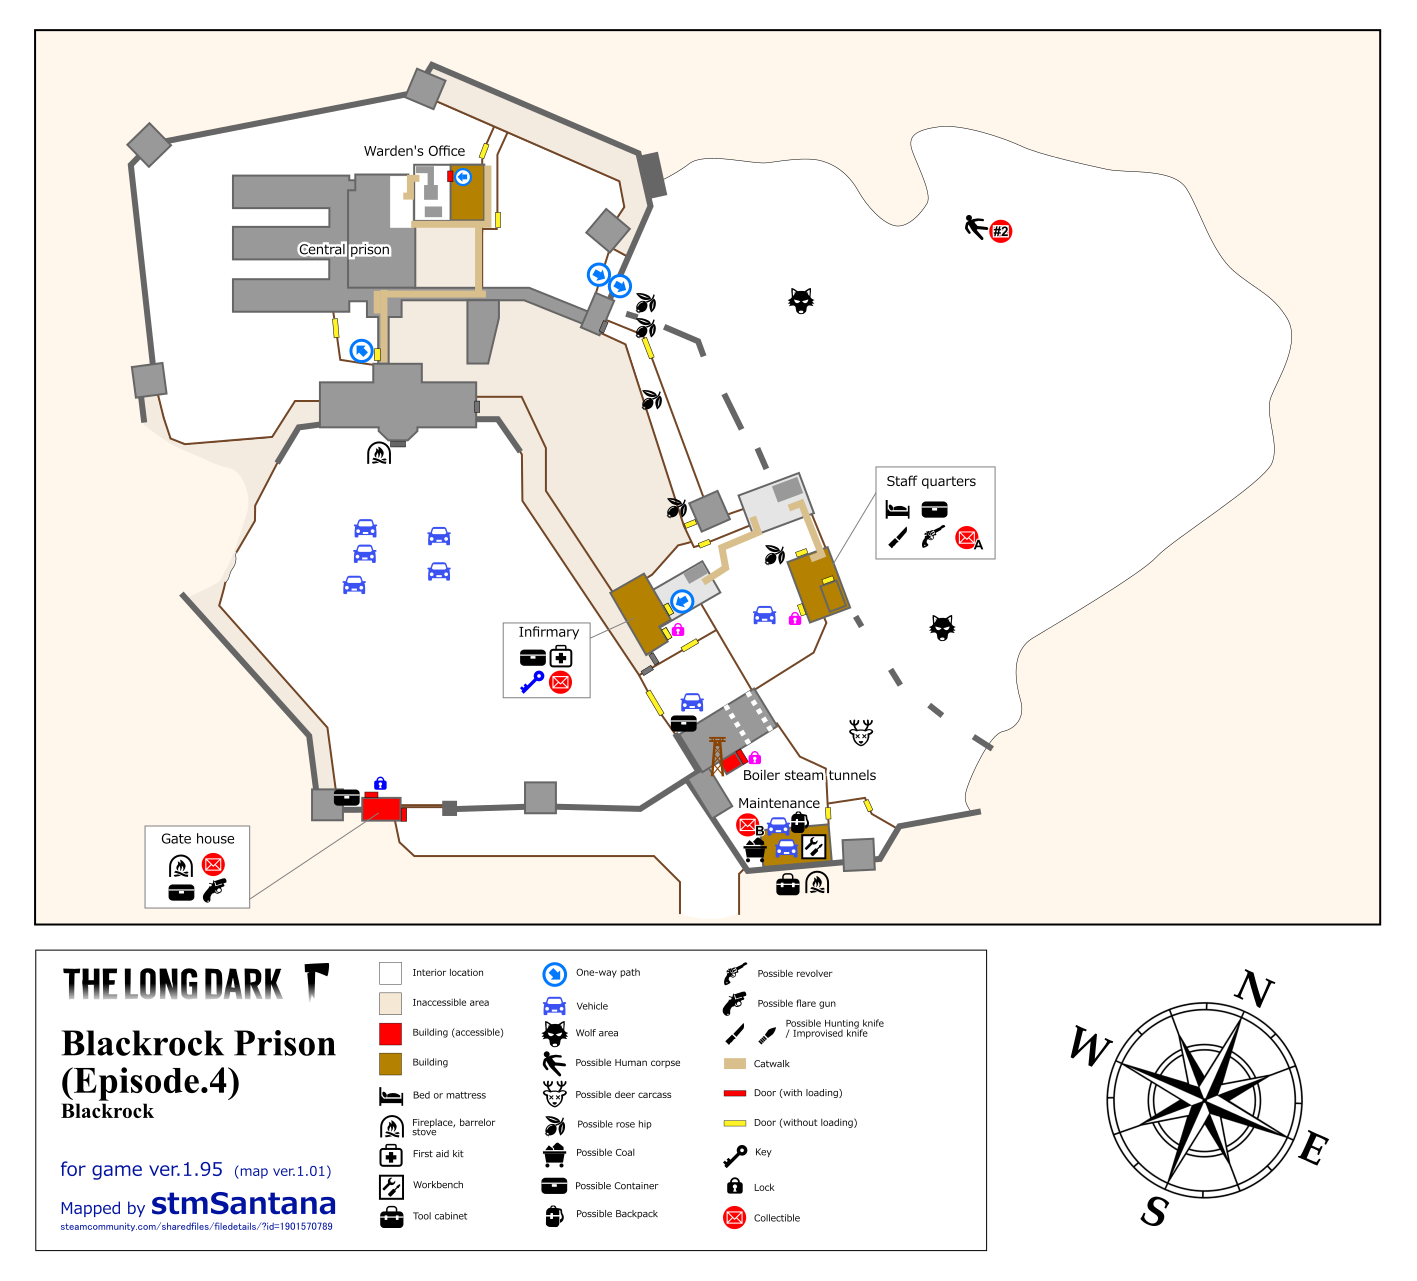 Warden's Office
Central prison
#2
Staff quarters
A
Infirmary
Boiler steam tunnels
Maintenance
B
Gate house
THE LONG DARK
Blackrock Prison
(Episode.4)
Blackrock
for game ver.1.95 (map ver.1.01)
Mapped by stmSantana
steamcommunity.com/sharedfiles/filedetails/?id=1901570789
Interior location
Inaccessible area
Building (accessible)
Building
Bed or mattress
Fireplace, barrelor
stove
First aid kit
Workbench
Tool cabinet
One-way path
Vehicle
Wolf area
Possible Human corpse
Possible deer carcass
Possible rose hip
Possible Coal
Possible Container
Possible Backpack
Possible revolver
Possible flare gun
Possible Hunting knife
/ Improvised knife
Catwalk
Door (with loading)
Door (without loading)
Key
Lock
Collectible
N
W
E
S